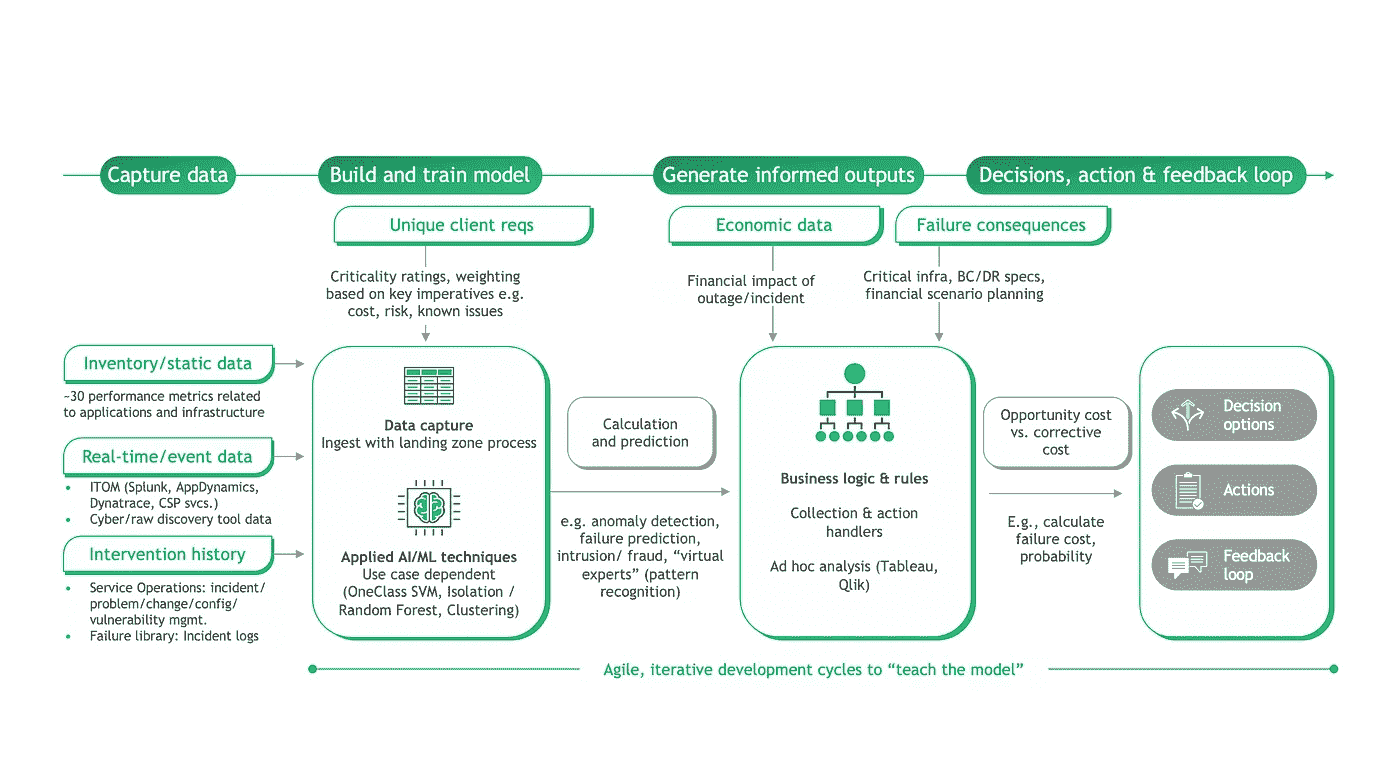 Capture data
Build and train model
Generate informed outputs
Decisions, action & feedback loop
Unique client reqs
Economic data
Failure consequences
Criticality ratings, weighting
based on key imperatives e.g.
cost, risk, known issues
Financial impact of
outage/incident
Critical infra, BC/DR specs,
financial scenario planning
Inventory/static data
~30 performance metrics related
to applications and infrastructure
Real-time/event data
• ITOM (Splunk, AppDynamics,
Dynatrace, CSP svcs.)
• Cyber/raw discovery tool data
Intervention history
• Service Operations: incident/
problem/change/config/
vulnerability mgmt.
• Failure library: Incident logs
Data capture
Ingest with landing zone process
Applied AI/ML techniques
Use case dependent
(OneClass SVM, Isolation /
Random Forest, Clustering)
Calculation
and prediction
e.g. anomaly detection,
failure prediction,
intrusion/ fraud, “virtual
experts” (pattern
recognition)
Business logic & rules
Collection & action
handlers
Ad hoc analysis (Tableau,
Qlik)
Opportunity cost
vs. corrective
cost
E.g., calculate
failure cost,
probability
Decision
options
Actions
Feedback
loop
Agile, iterative development cycles to “teach the model”